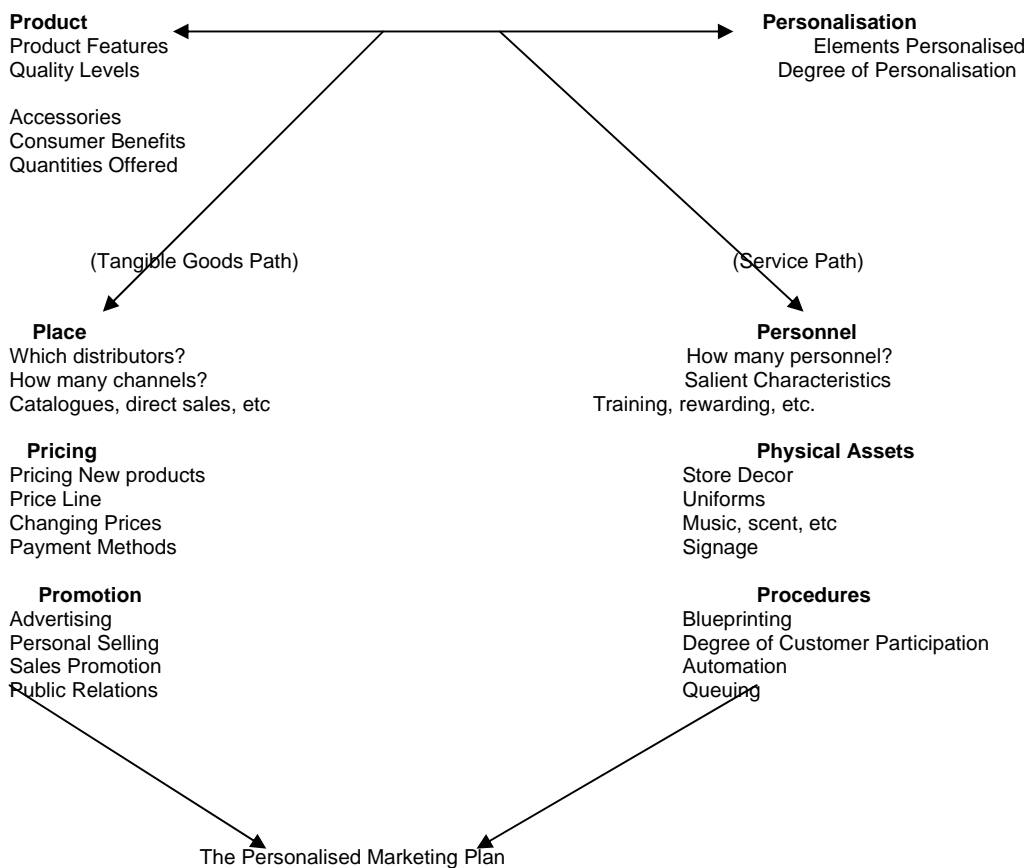 Product
Product Features
Quality Levels
Accessories
Consumer Benefits
Quantities Offered
Personalisation
Elements Personalised
Degree of Personalisation
(Tangible Goods Path)
(Service Path)
Place
Which distributors?
How many channels?
Catalogues, direct sales, etc
Personnel
How many personnel?
Salient Characteristics
Training, rewarding, etc.
Pricing
Pricing New products
Price Line
Changing Prices
Payment Methods
Physical Assets
Store Decor
Uniforms
Music, scent, etc
Signage
Promotion
Advertising
Personal Selling
Sales Promotion
Public Relations
Procedures
Blueprinting
Degree of Customer Participation
Automation
Queuing
The Personalised Marketing Plan